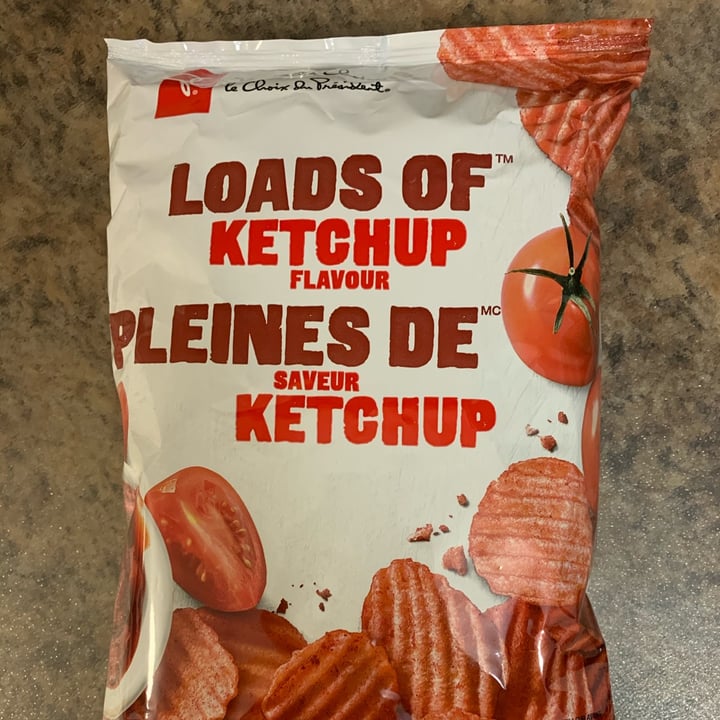 le Choix du Président
LOADS OF™
KETCHUP
FLAVOUR
PLEINES DE MC
SAVEUR
KETCHUP